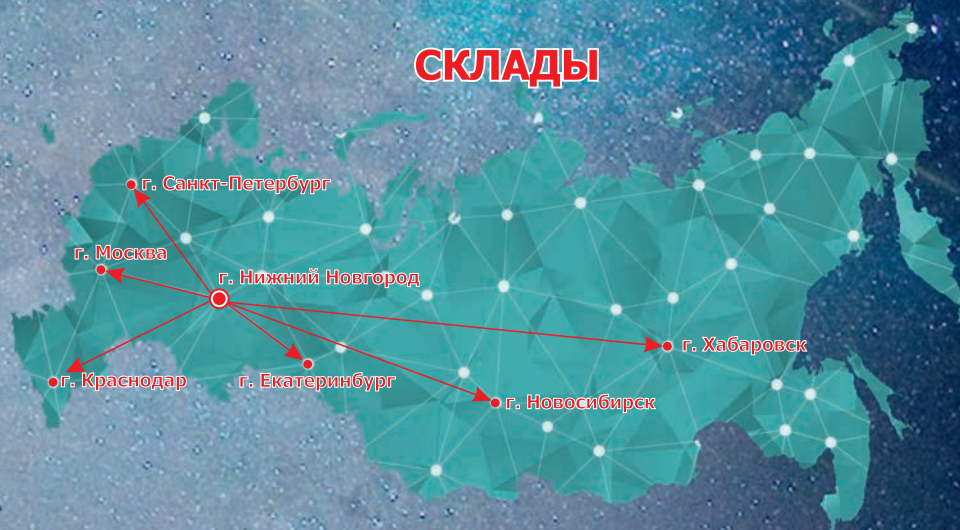 СКЛАДЫ
г. Санкт-Петербург
г. Москва
г. Нижний Новгород
г. Хабаровск
г. Краснодар
г. Екатеринбург
г. Новосибирск